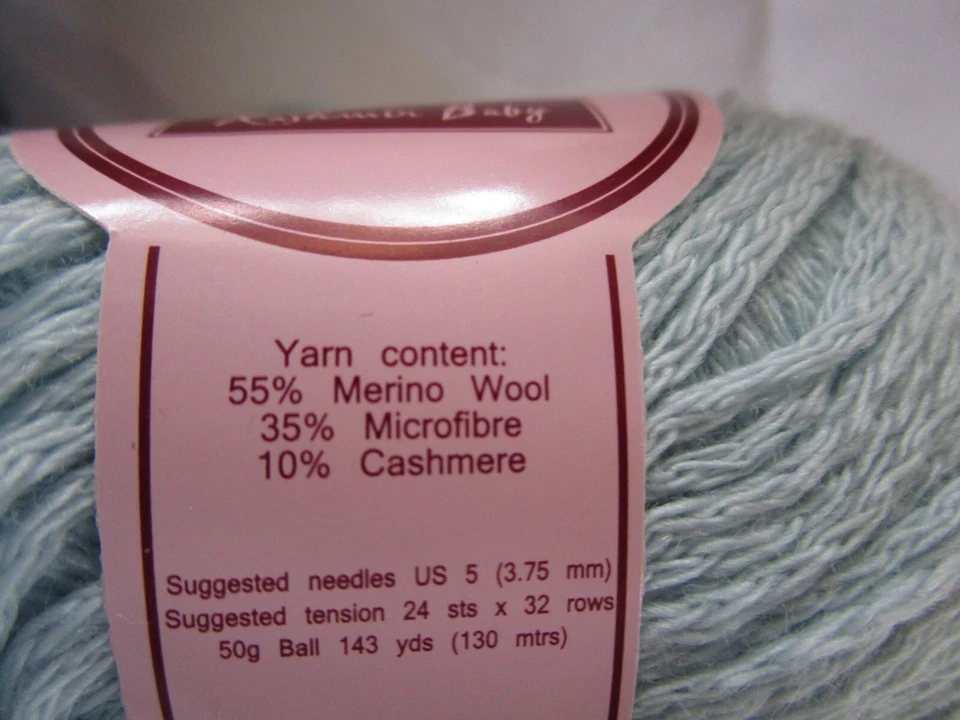 Baby
Yarn content:
55% Merino Wool
35% Microfibre
10% Cashmere
Suggested needles US 5 (3.75 mm)
Suggested tension 24 sts x 32 rows
50g Ball 143 yds (130 mtrs)